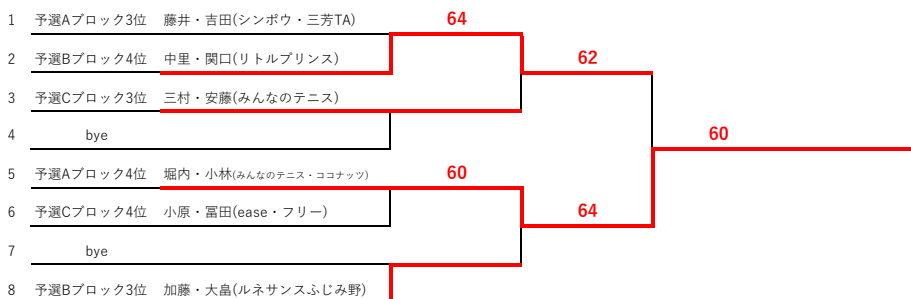 1 予選Aブロック3位 藤井・吉田(シンポウ・三芳TA)
64
2 予選Bブロック4位 中里・関口(リトルプリンス)
62
3 予選Cブロック3位 三村・安藤(みんなのテニス)
4 bye
60
5 予選Aブロック4位 堀内・小林(みんなのテニス・ココナッツ)
60
6 予選Cブロック4位 小原・冨田(ease・フリー)
64
7 bye
8 予選Bブロック3位 加藤・大畠(ルネサンスふじみ野)